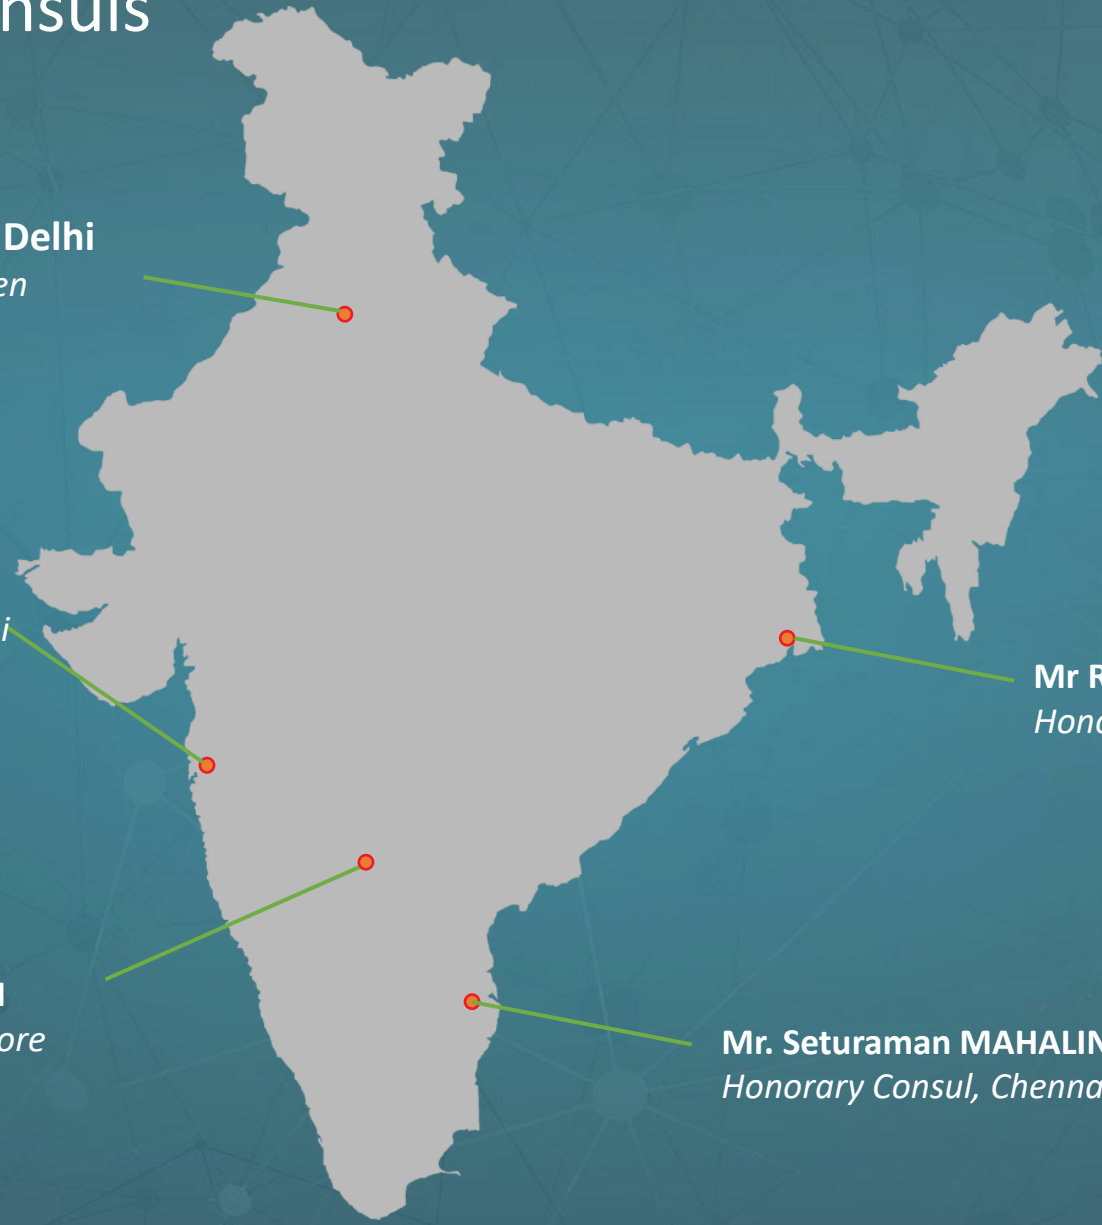 nsuls
Delhi
en
i
ore
Mr R
Hono
Mr. Seturaman MAHALIN
Honorary Consul, Chenna